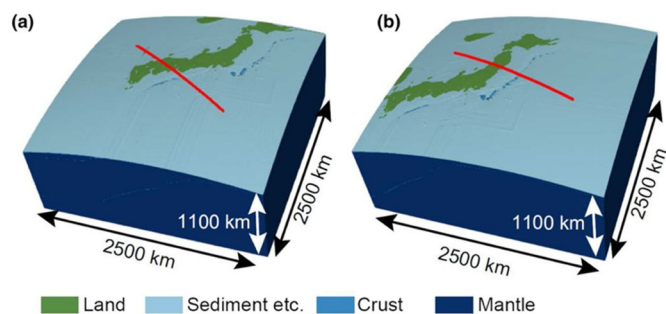 (a)
(b)
1100 km
2500 km
2500 km
1100 km
2500 km
2500 km
Land
Sediment etc.
Crust
Mantle